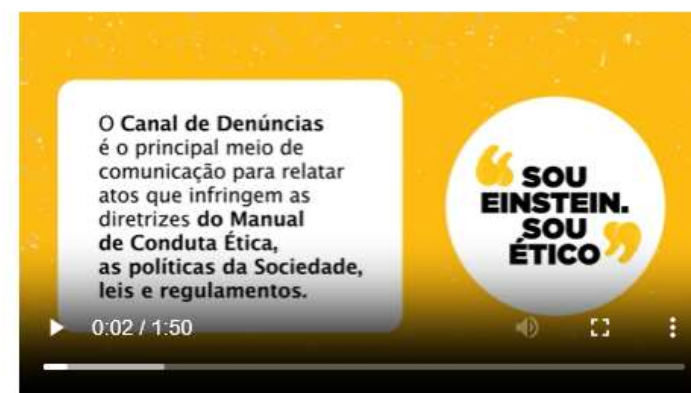 O Canal de Denúncias
é o principal meio de
comunicação para relatar
atos que infringem as
diretrizes do Manual
de Conduta Ética,
as políticas da Sociedade,
leis e regulamentos.
“SOU
EINSTEIN.
SOU
ÉTICO”
0:02 / 1:50